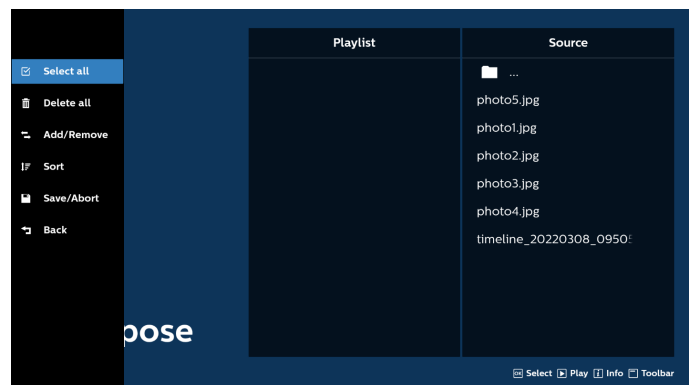 Select all
Delete all
Add/Remove
Sort
Save/Abort
Back
pose
Playlist
Source
...
photo5.jpg
photo1.jpg
photo2.jpg
photo3.jpg
photo4.jpg
timeline_20220308_0950
OK Select Play i Info Toolbar